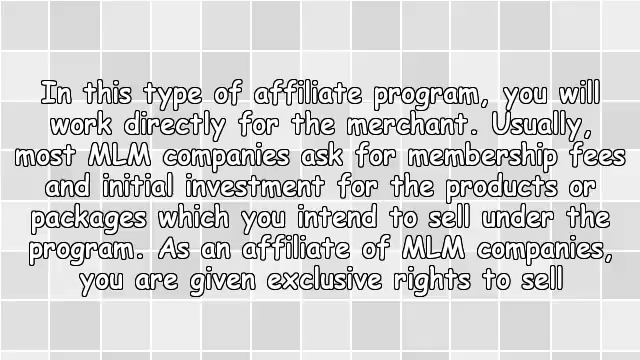 In this type of affiliate program, you will
work directly for the merchant. Usually,
most MLM companies ask for membership fees
and initial investment for the products or
packages which you intend to sell under the
program. As an affiliate of MLM companies,
you are given exclusive rights to sell